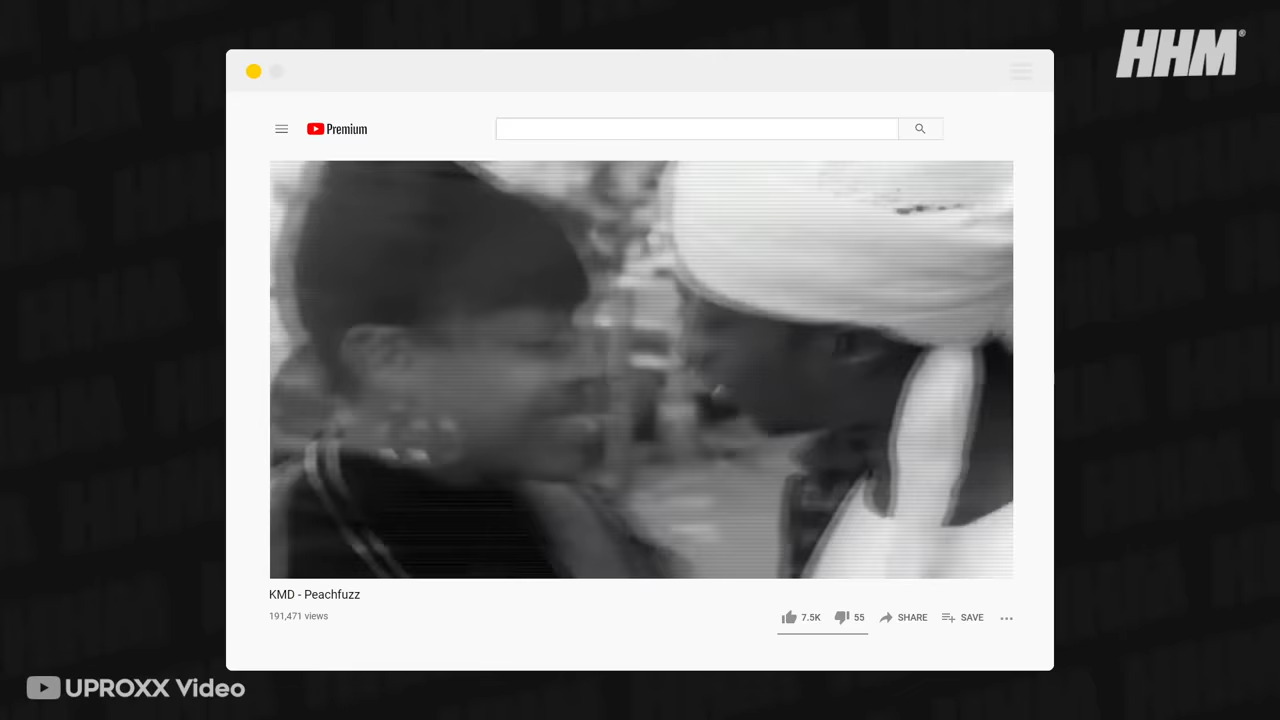 HHM®
Premium
KMD - Peachfuzz
191,471 views
7.5K
55
SHARE
SAVE
UPROXX Video